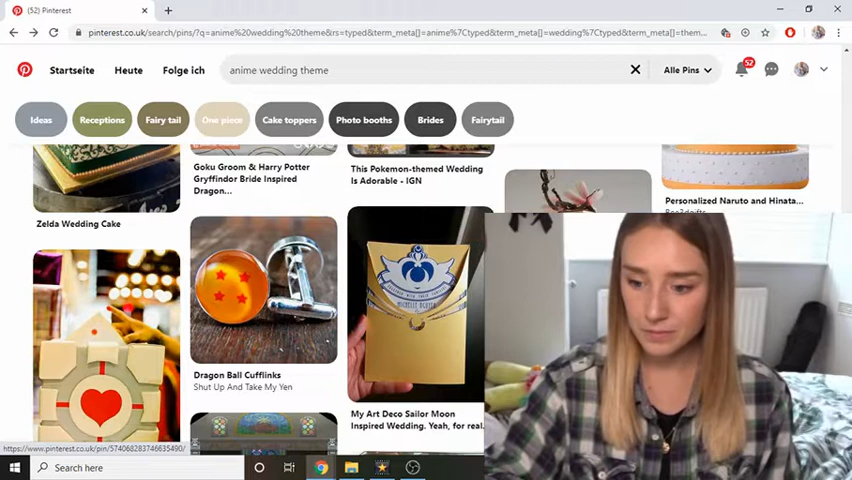 (52) Pinterest
pinterest.co.uk/search/pins/?q=anime%20wedding%20theme&rs=typed&term_meta[]=anime%7Ctyped&term_meta[]=wedding%7Ctyped&term_meta[]=them...
Startseite
Heute
Folge ich
anime wedding theme
Alle Pins
52
Ideas
Receptions
Fairy tail
One piece
Cake toppers
Photo booths
Brides
Fairytail
Zelda Wedding Cake
Goku Groom & Harry Potter
Gryffindor Bride Inspired
Dragon...
This Pokemon-themed Wedding
Is Adorable - IGN
Personalized Naruto and Hinata...
Dragon Ball Cufflinks
Shut Up And Take My Yen
My Art Deco Sailor Moon
Inspired Wedding. Yeah, for real.
https://www.pinterest.co.uk/pin/574068283746635490/
Search here